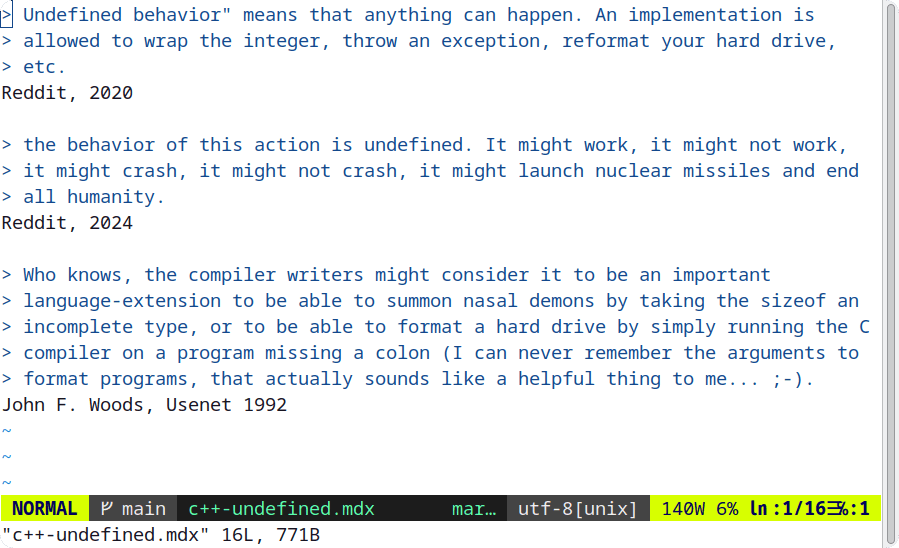 > Undefined behavior" means that anything can happen. An implementation is
> allowed to wrap the integer, throw an exception, reformat your hard drive,
> etc.
Reddit, 2020

> the behavior of this action is undefined. It might work, it might not work,
> it might crash, it might not crash, it might launch nuclear missiles and end
> all humanity.
Reddit, 2024

> Who knows, the compiler writers might consider it to be an important
> language-extension to be able to summon nasal demons by taking the sizeof an
> incomplete type, or to be able to format a hard drive by simply running the C
> compiler on a program missing a colon (I can never remember the arguments to
> format programs, that actually sounds like a helpful thing to me... ;-).
John F. Woods, Usenet 1992
~
~
~
NORMAL main c++-undefined.mdx mar… utf-8[unix] 140W 6% ln:1/16☰%:1
"c++-undefined.mdx" 16L, 771B